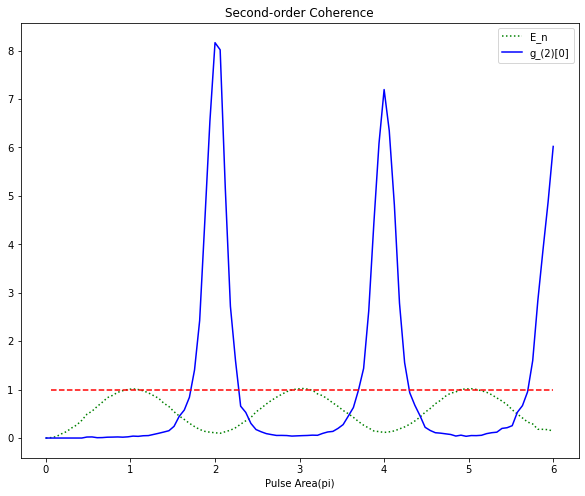 Second-order Coherence
E_n
g_(2)[0]
8
7
6
5
4
3
2
1
0
0 1 2 3 4 5 6
Pulse Area(pi)